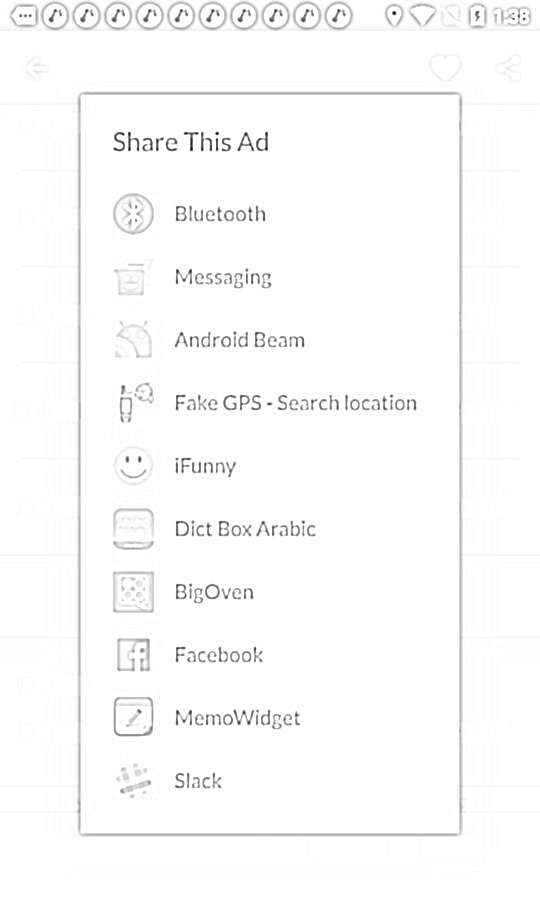 1:38
Share This Ad
Bluetooth
Messaging
Android Beam
Fake GPS - Search location
iFunny
Dict Box Arabic
BigOven
Facebook
MemoWidget
Slack